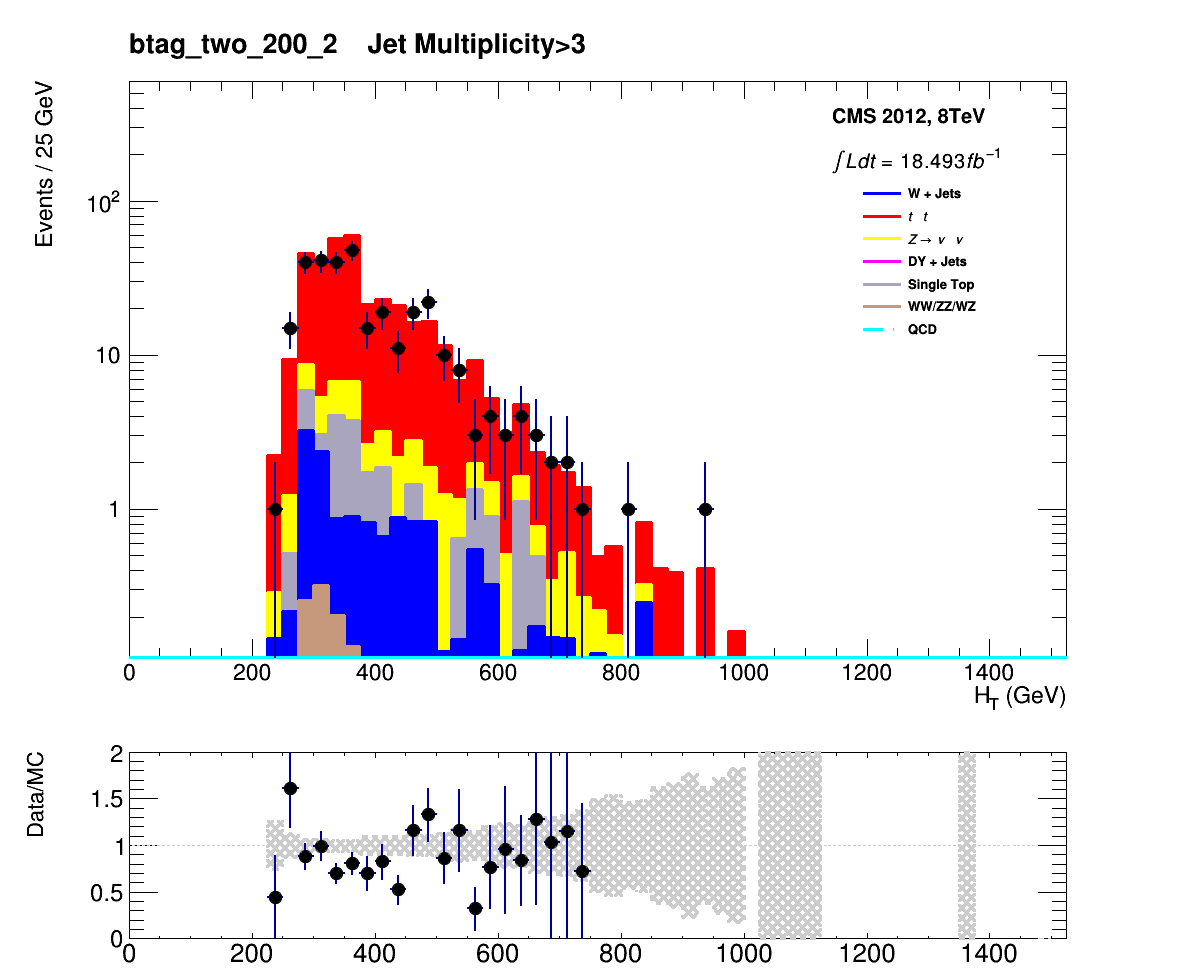 btag_two_200_2 Jet Multiplicity>3
Events / 25 GeV
CMS 2012, 8TeV
∫Ldt = 18.493fb⁻¹
W + Jets
t t
Z → ν ν
DY + Jets
Single Top
WW/ZZ/WZ
QCD
10²
10
1
0 200 400 600 800 1000 1200 1400
H_T (GeV)
Data/MC
2
1.5
1
0.5
0
0 200 400 600 800 1000 1200 1400